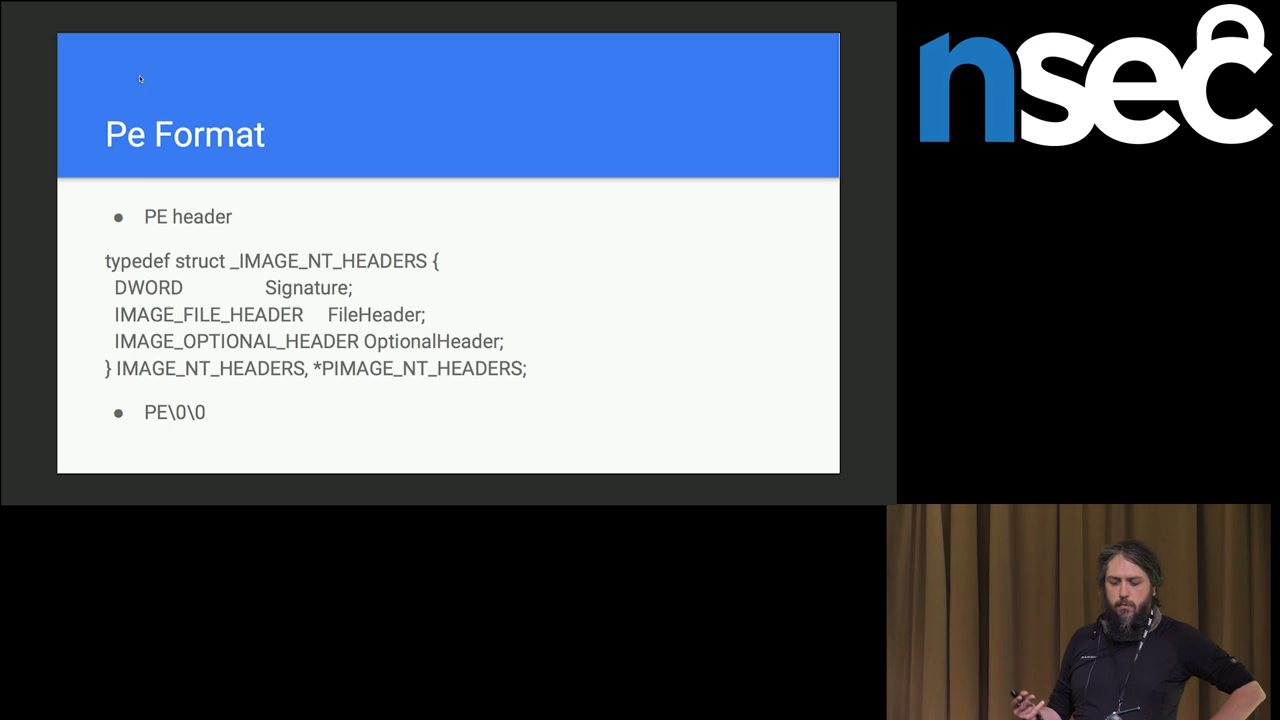 Pe Format
● PE header
typedef struct _IMAGE_NT_HEADERS {
DWORD Signature;
IMAGE_FILE_HEADER FileHeader;
IMAGE_OPTIONAL_HEADER OptionalHeader;
} IMAGE_NT_HEADERS, *PIMAGE_NT_HEADERS;
● PE\0\0
nsec